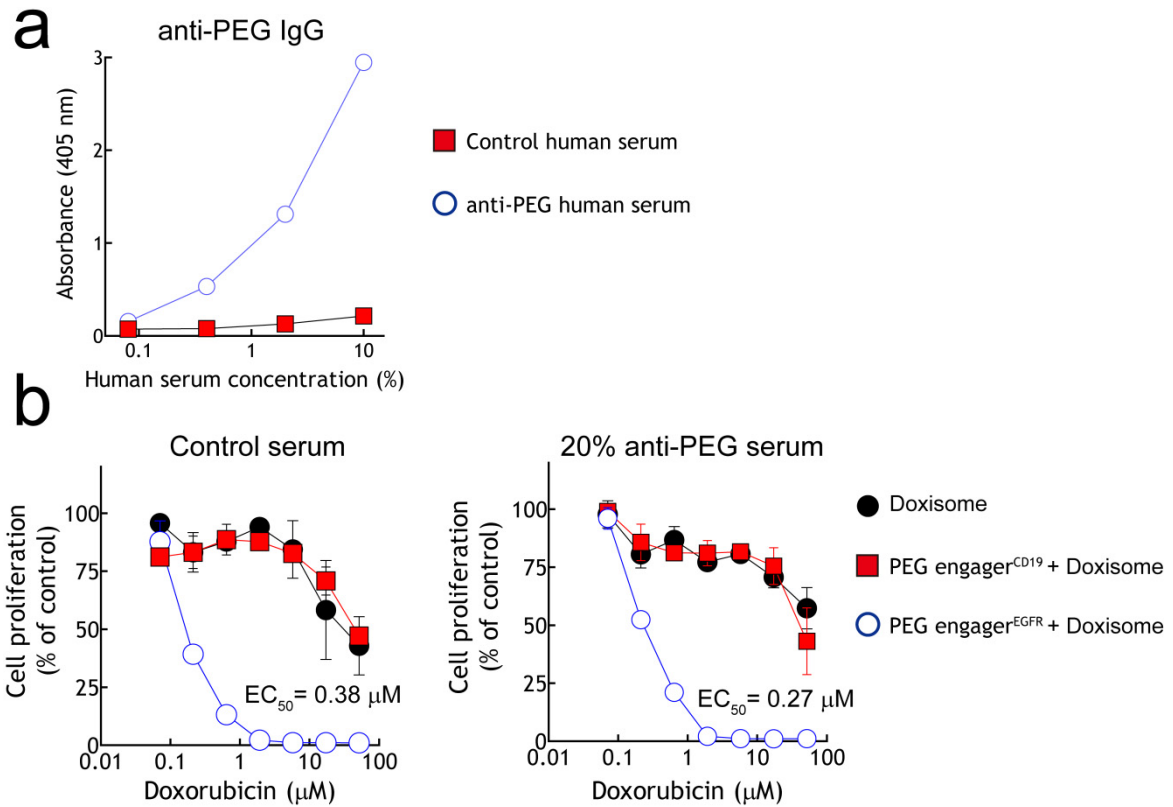 a
anti-PEG IgG
3
2
1
0
Absorbance (405 nm)
0.1 1 10
Human serum concentration (%)
Control human serum
anti-PEG human serum
b
Control serum
100
75
50
25
0
Cell proliferation
(% of control)
EC50= 0.38 μM
0.01 0.1 1 10 100
Doxorubicin (μM)
20% anti-PEG serum
100
75
50
25
0
Cell proliferation
(% of control)
EC50= 0.27 μM
0.01 0.1 1 10 100
Doxorubicin (μM)
Doxisome
PEG engagerCD19 + Doxisome
PEG engagerEGFR + Doxisome